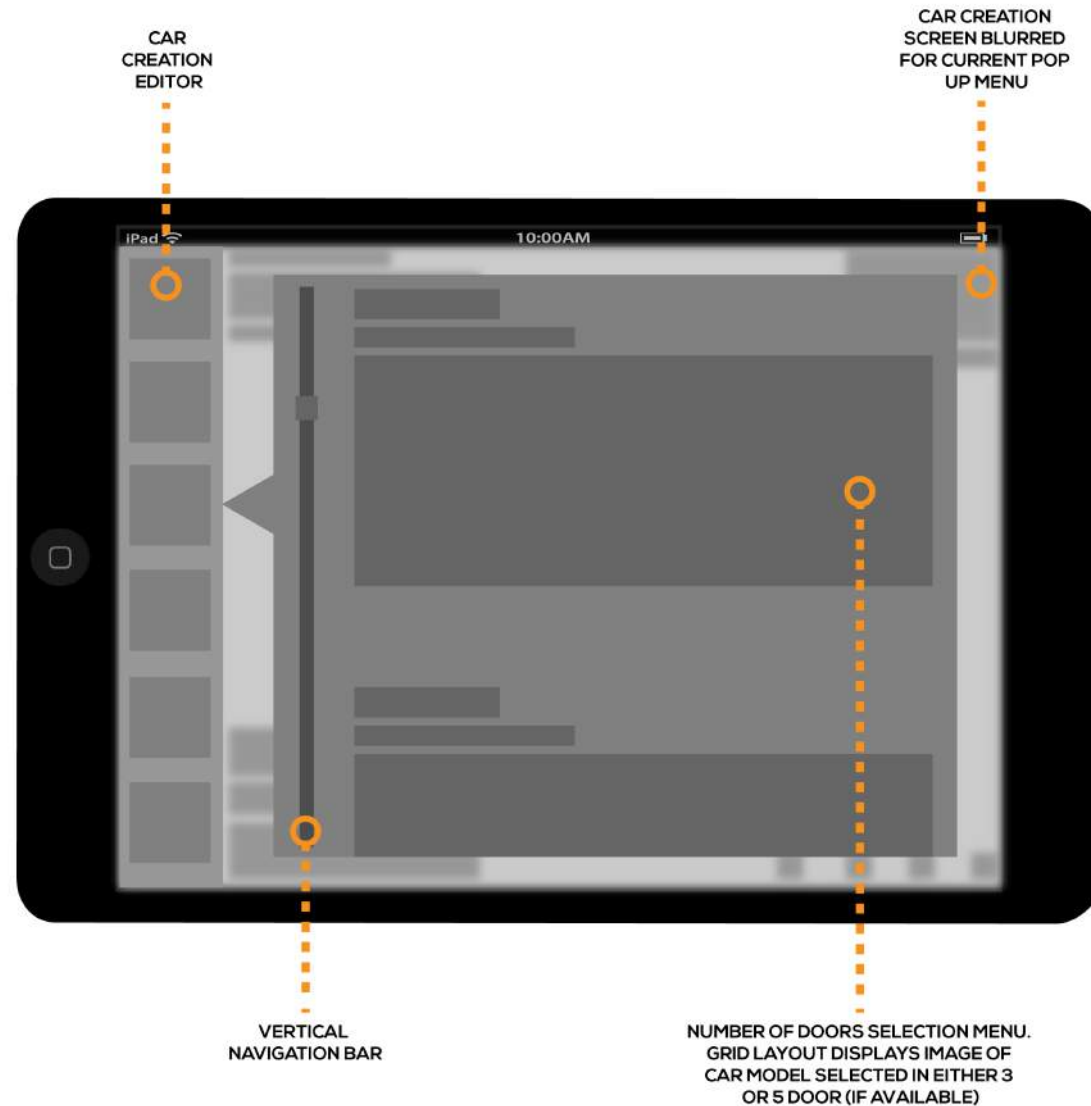 CAR
CREATION
EDITOR
CAR CREATION
SCREEN BLURRED
FOR CURRENT POP
UP MENU
iPad
10:00AM
VERTICAL
NAVIGATION BAR
NUMBER OF DOORS SELECTION MENU.
GRID LAYOUT DISPLAYS IMAGE OF
CAR MODEL SELECTED IN EITHER 3
OR 5 DOOR (IF AVAILABLE)